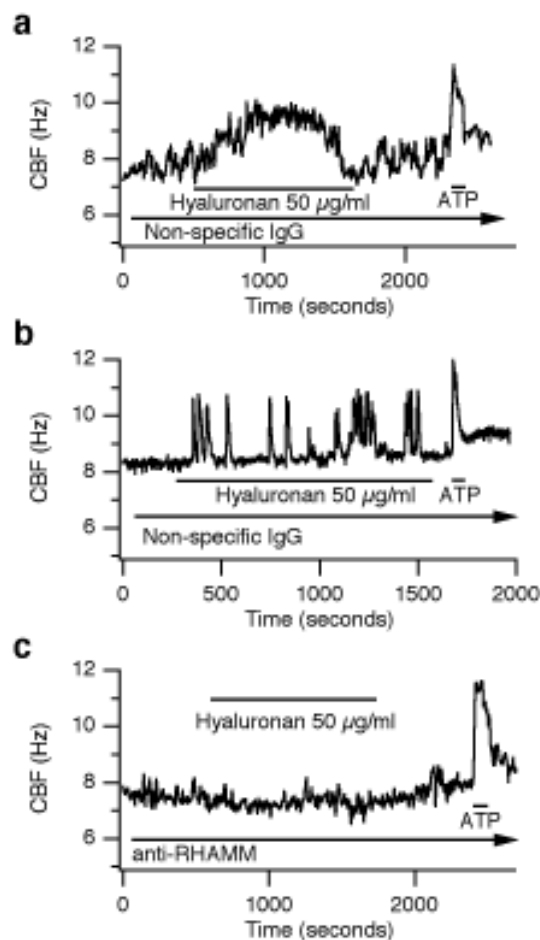 a
12
10
8
6
CBF (Hz)
Hyaluronan 50 µg/ml
ATP
Non-specific IgG
0
1000
2000
Time (seconds)
b
12
10
8
6
CBF (Hz)
Hyaluronan 50 µg/ml
ATP
Non-specific IgG
0
500
1000
1500
2000
Time (seconds)
c
12
10
8
6
CBF (Hz)
Hyaluronan 50 µg/ml
ATP
anti-RHAMM
0
1000
2000
Time (seconds)